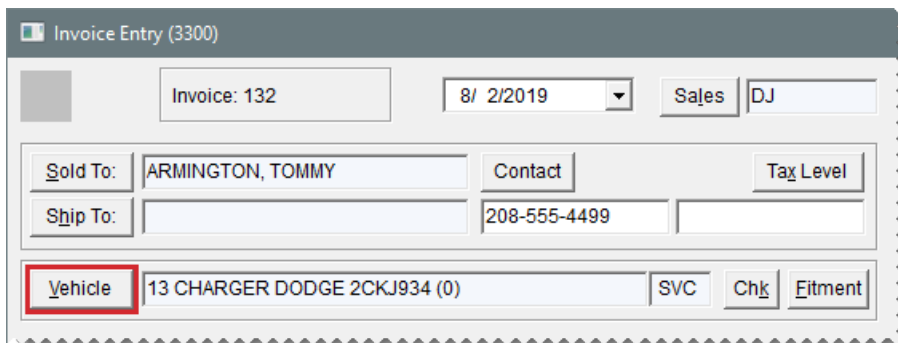 Invoice Entry (3300)
Invoice: 132 8/ 2/2019 Sales DJ
Sold To: ARMINGTON, TOMMY Contact Tax Level
Ship To: 208-555-4499
Vehicle 13 CHARGER DODGE 2CKJ934 (0) SVC Chk Fitment